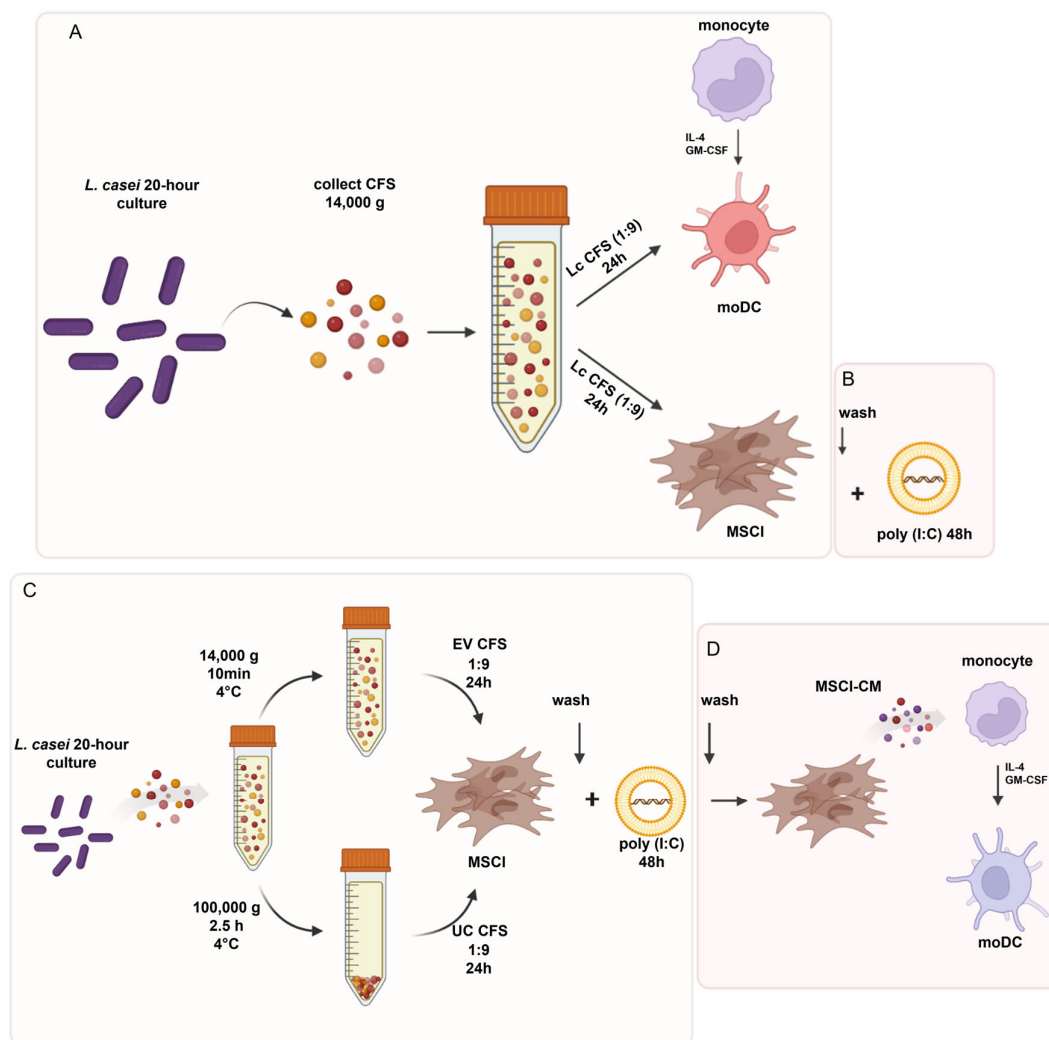 A
monocyte
IL-4
GM-CSF
L. casei 20-hour
culture
collect CFS
14,000 g
Lc CFS (1:9)
24h
moDC
Lc CFS (1:9)
24h
MSCl
B
wash
+
poly (I:C) 48h
C
14,000 g
10min
4°C
EV CFS
1:9
24h
L. casei 20-hour
culture
wash
+
MSCl
poly (I:C)
48h
100,000 g
2.5 h
4°C
UC CFS
1:9
24h
D
wash
MSCl-CM
monocyte
IL-4
GM-CSF
moDC